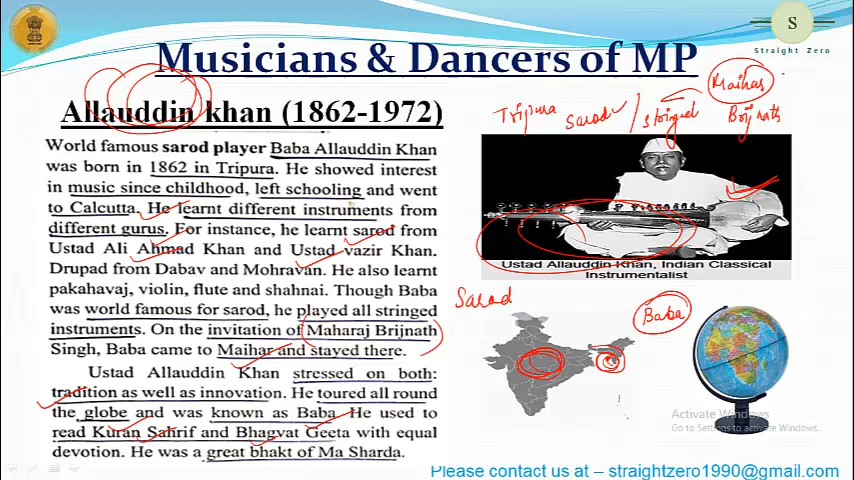 S
Straight Zero
Musicians & Dancers of MP
Allauddin khan (1862-1972)
Maihar
Tripura
Sarod
/ stringed
Brijnath
World famous sarod player Baba Allauddin Khan
was born in 1862 in Tripura. He showed interest
in music since childhood, left schooling and went
to Calcutta. He learnt different instruments from
different gurus. For instance, he learnt sarod from
Ustad Ali Ahmad Khan and Ustad vazir Khan.
Drupad from Dabav and Mohravan. He also learnt
pakahavaj, violin, flute and shahnai. Though Baba
was world famous for sarod, he played all stringed
instruments. On the invitation of Maharaj Brijnath
Singh, Baba came to Maihar and stayed there.
Ustad Allauddin Khan stressed on both:
tradition as well as innovation. He toured all round
the globe and was known as Baba. He used to
read Kuran Sahrif and Bhagvat Geeta with equal
devotion. He was a great bhakt of Ma Sharda.
Ustad Allauddin Khan, Indian Classical
Instrumentalist
Sarod
Baba
Activate Windows
Go to Settings to activate Windows.
Please contact us at – straightzero1990@gmail.com